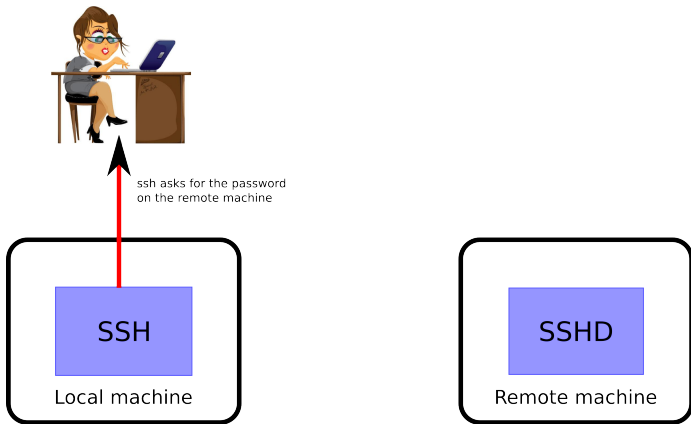 ssh asks for the password
on the remote machine
SSH
SSHD
Local machine
Remote machine